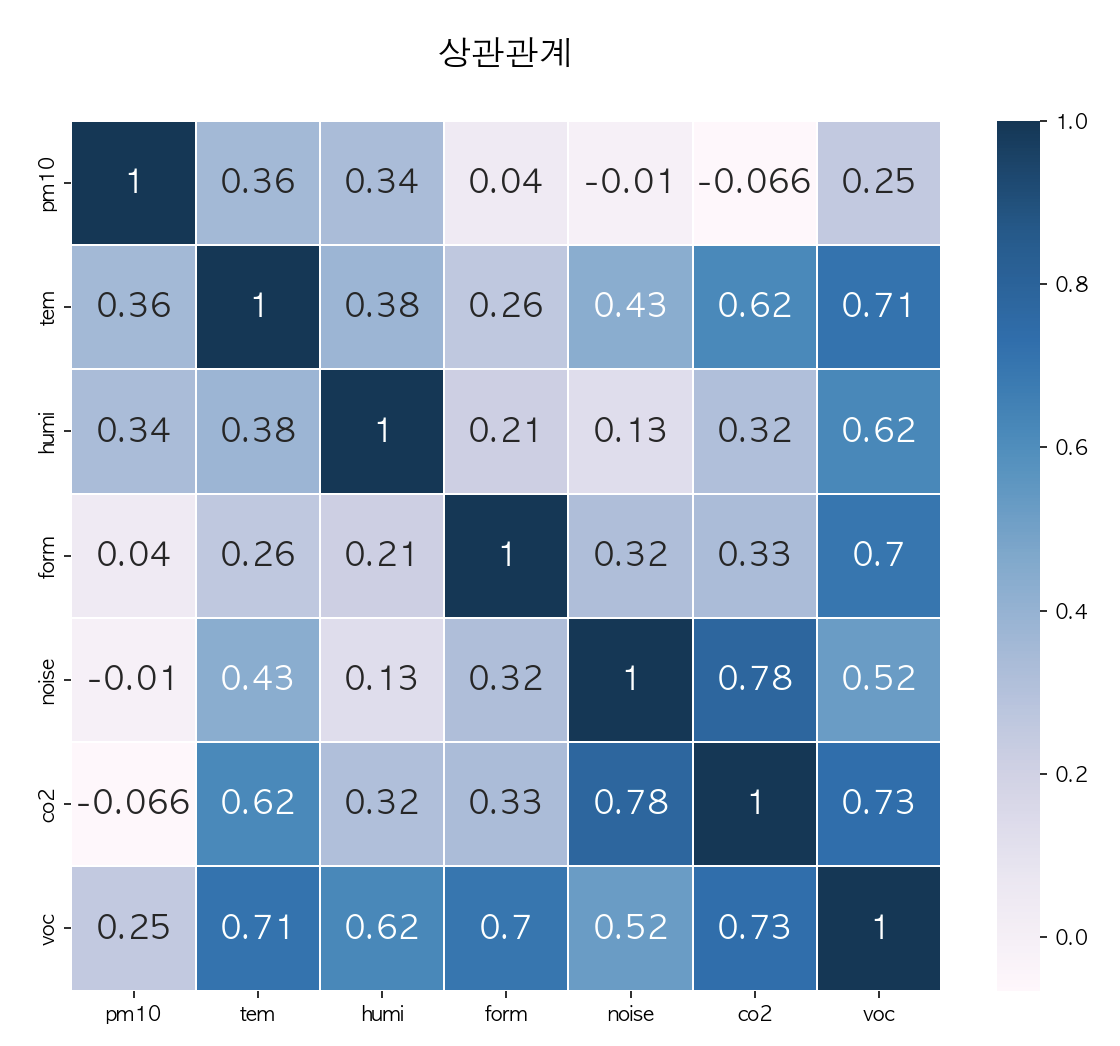 상관관계
pm10 1 0.36 0.34 0.04 -0.01 -0.066 0.25
tem 0.36 1 0.38 0.26 0.43 0.62 0.71
humi 0.34 0.38 1 0.21 0.13 0.32 0.62
form 0.04 0.26 0.21 1 0.32 0.33 0.7
noise -0.01 0.43 0.13 0.32 1 0.78 0.52
co2 -0.066 0.62 0.32 0.33 0.78 1 0.73
voc 0.25 0.71 0.62 0.7 0.52 0.73 1
pm10 tem humi form noise co2 voc
1.0
0.8
0.6
0.4
0.2
0.0